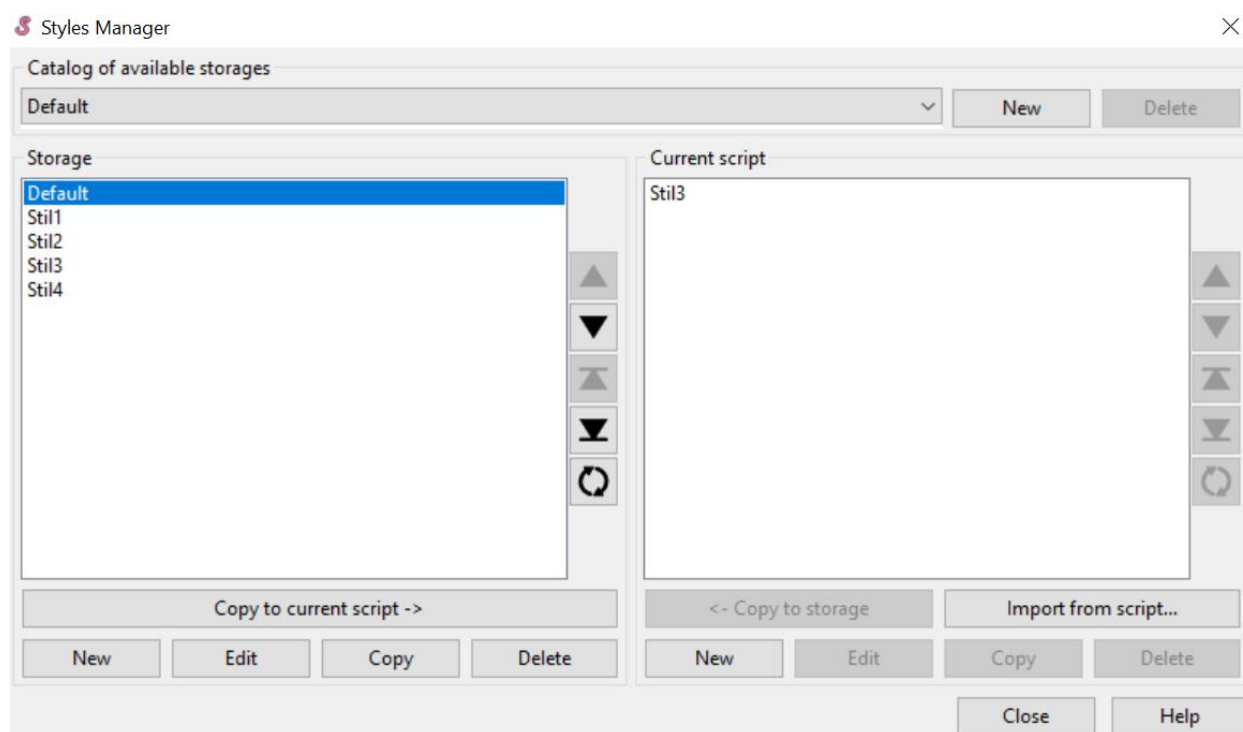 Styles Manager
Catalog of available storages
Default
New
Delete
Storage
Default
Stil1
Stil2
Stil3
Stil4
Copy to current script ->
New
Edit
Copy
Delete
Current script
Stil3
<- Copy to storage
Import from script...
New
Edit
Copy
Delete
Close
Help